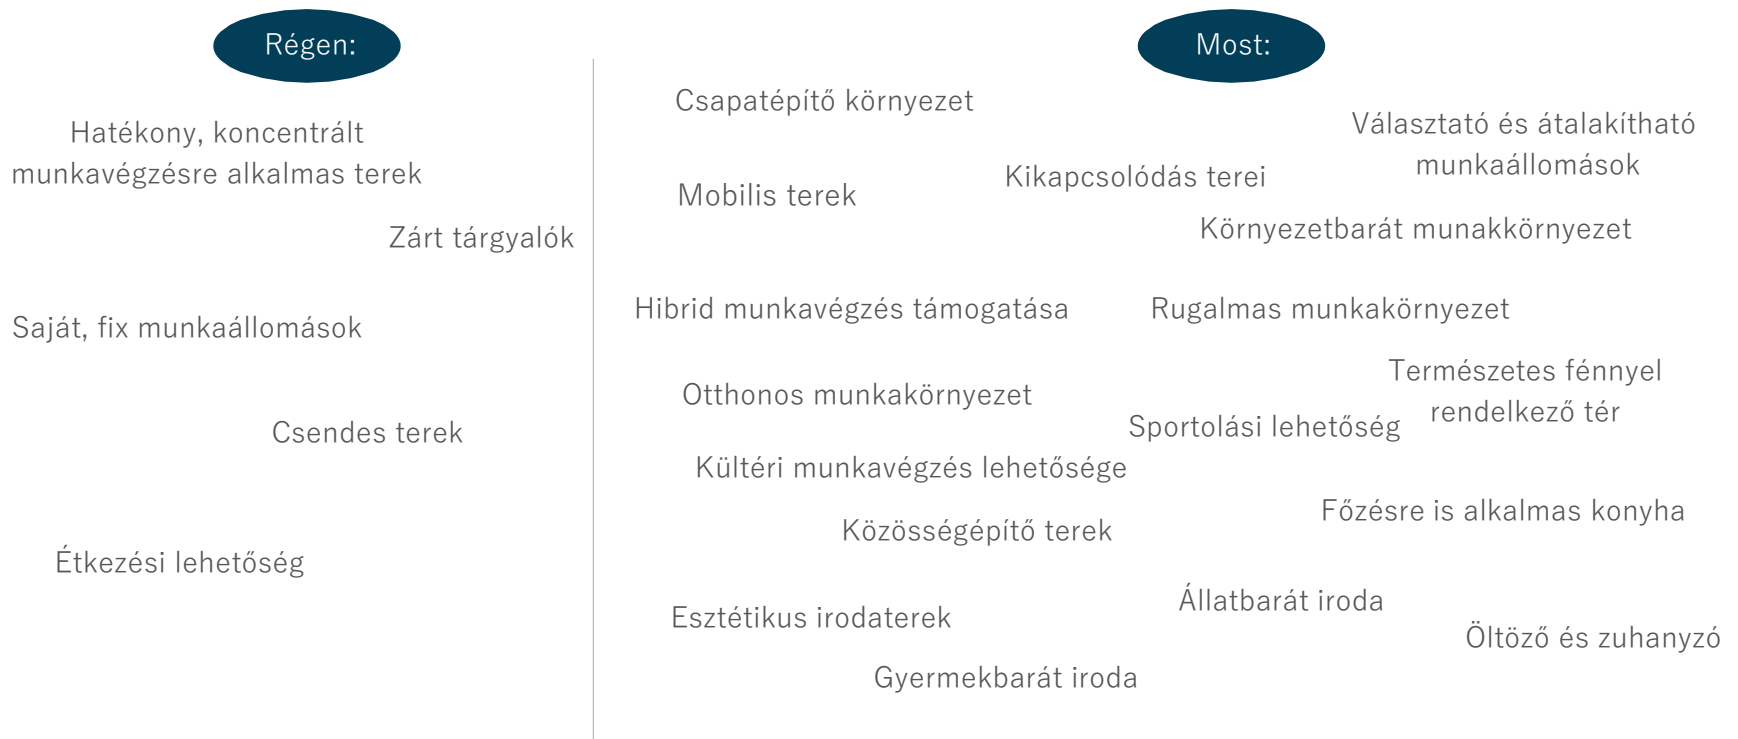 Régen:
Hatékony, koncentrált
munkavégzésre alkalmas terek
Zárt tárgyalók
Saját, fix munkaállomások
Csendes terek
Étkezési lehetőség
Most:
Csapatépítő környezet
Választató és átalakítható
munkaállomások
Kikapcsolódás terei
Mobilis terek
Környezetbarát munakkörnyezet
Hibrid munkavégzés támogatása
Rugalmas munkakörnyezet
Természetes fénnyel
rendelkező tér
Otthonos munkakörnyezet
Sportolási lehetőség
Kültéri munkavégzés lehetősége
Főzésre is alkalmas konyha
Közösségépítő terek
Állatbarát iroda
Esztétikus irodaterek
Öltöző és zuhanyzó
Gyermekbarát iroda